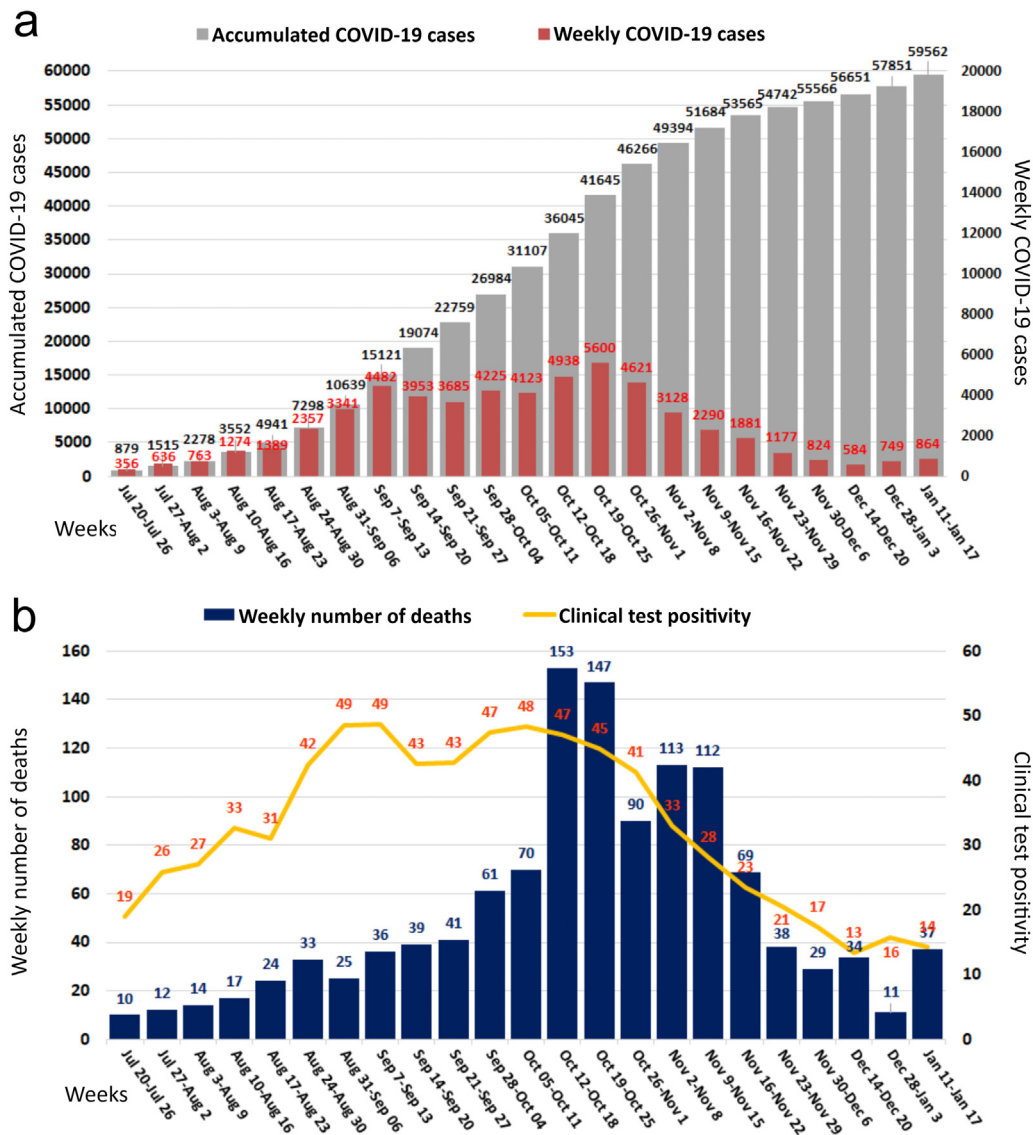 a
Accumulated COVID-19 cases
Weekly COVID-19 cases
Accumulated COVID-19 cases
60000
55000
50000
45000
40000
35000
30000
25000
20000
15000
10000
5000
0
879 1515 2278 3552 4941 7298 10639 15121 19074 22759 26984 31107 36045 41645 46266 49394 51684 53565 54742 55566 56651 57851 59562
356 636 763 1274 1389 2357 3341 4482 3953 3685 4225 4123 4938 5600 4621 3128 2290 1881 1177 824 584 749 864
20000
18000
16000
14000
12000
10000
8000
6000
4000
2000
0
Weekly COVID-19 cases
Weeks
Jul 20-Jul 26
Jul 27-Aug 2
Aug 3-Aug 9
Aug 10-Aug 16
Aug 17-Aug 23
Aug 24-Aug 30
Aug 31-Sep 06
Sep 7-Sep 13
Sep 14-Sep 20
Sep 21-Sep 27
Sep 28-Oct 04
Oct 05-Oct 11
Oct 12-Oct 18
Oct 19-Oct 25
Oct 26-Nov 1
Nov 2-Nov 8
Nov 9-Nov 15
Nov 16-Nov 22
Nov 23-Nov 29
Nov 30-Dec 6
Dec 14-Dec 20
Dec 28-Jan 3
Jan 11-Jan 17
b
Weekly number of deaths
Clinical test positivity
Weekly number of deaths
160
140
120
100
80
60
40
20
0
19 26 27 33 31 42 49 49 43 43 47 48 47 45 41 33 28 23 21 17 13 16 14
10 12 14 17 24 33 25 36 39 41 61 70 153 147 90 113 112 69 38 29 34 11 37
60
50
40
30
20
10
0
Clinical test positivity
Weeks
Jul 20-Jul 26
Jul 27-Aug 2
Aug 3-Aug 9
Aug 10-Aug 16
Aug 17-Aug 23
Aug 24-Aug 30
Aug 31-Sep 06
Sep 7-Sep 13
Sep 14-Sep 20
Sep 21-Sep 27
Sep 28-Oct 04
Oct 05-Oct 11
Oct 12-Oct 18
Oct 19-Oct 25
Oct 26-Nov 1
Nov 2-Nov 8
Nov 9-Nov 15
Nov 16-Nov 22
Nov 23-Nov 29
Nov 30-Dec 6
Dec 14-Dec 20
Dec 28-Jan 3
Jan 11-Jan 17